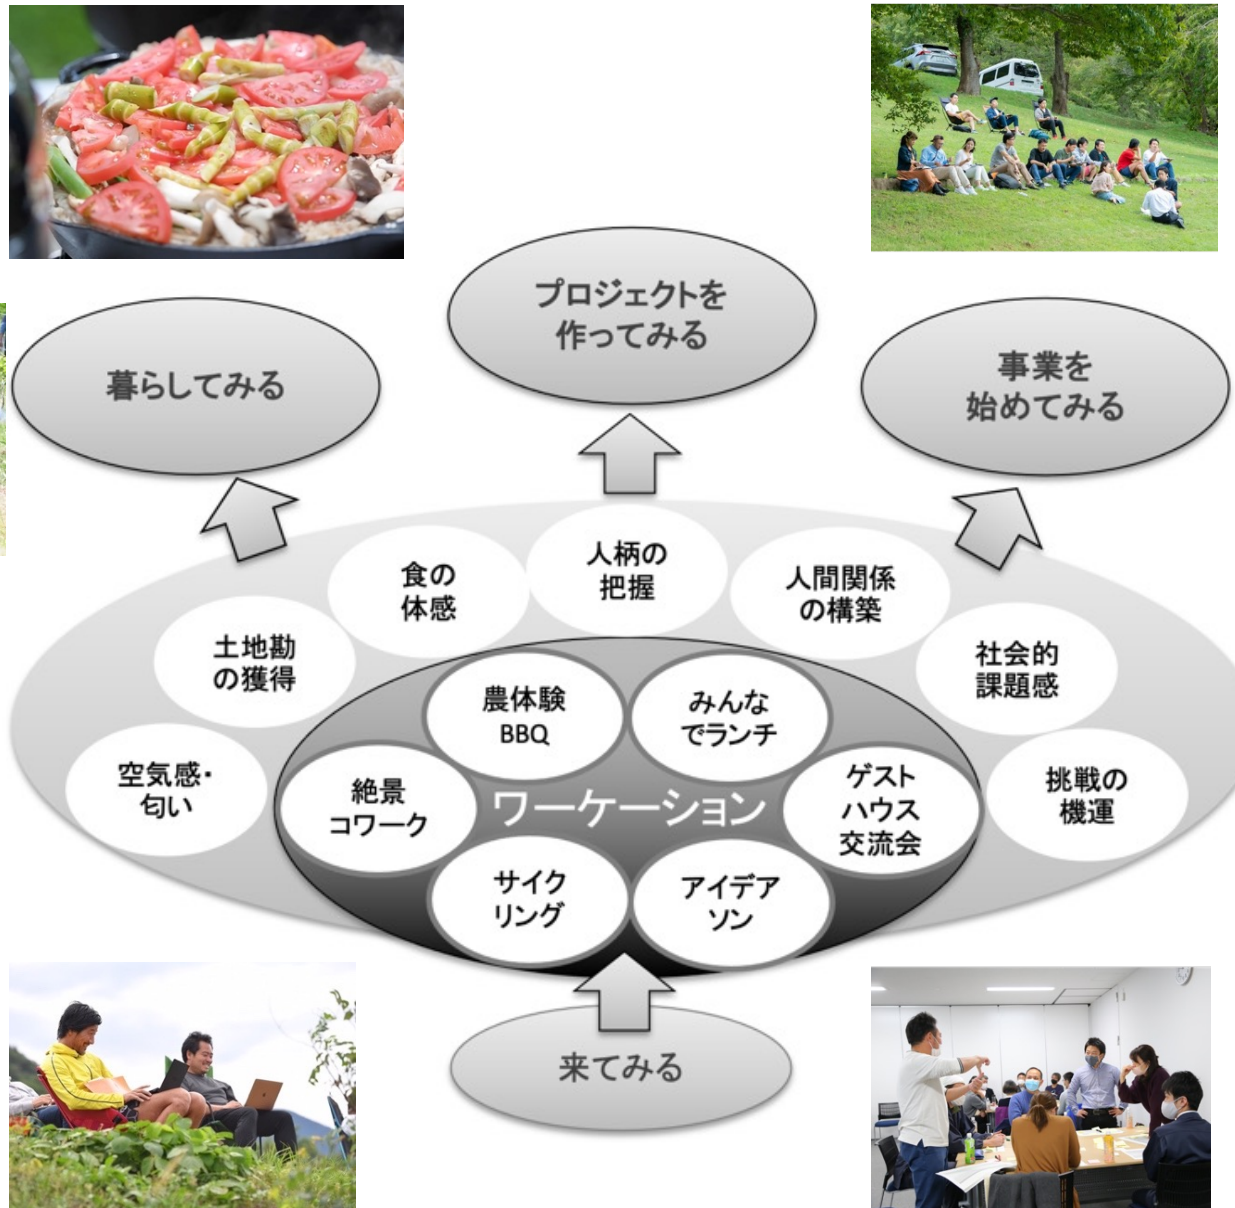 プロジェクトを
作ってみる
暮らしてみる
事業を
始めてみる
人柄の
把握
食の
体感
人間関係
の構築
土地勘
の獲得
社会的
課題感
空気感・
匂い
挑戦の
機運
農体験
BBQ
みんな
でランチ
絶景
コワーク
ワーケーション
ゲスト
ハウス
交流会
サイク
リング
アイデア
ソン
来てみる